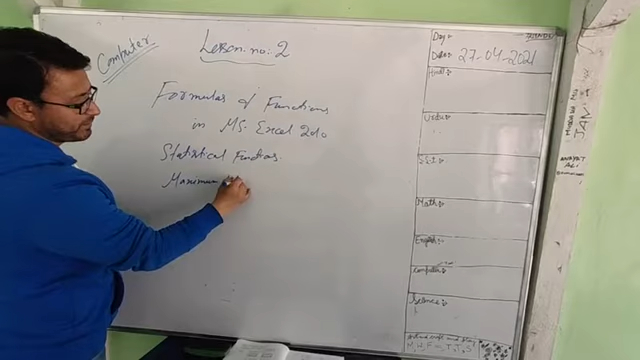 Computer
Lesson. no: 2
Formulas of Functions
in MS. Excel 2010
Statistical Functions.
Maximum
Day:-
Date:- 27-04-2021
Hindi:-
Urdu:-
S.St:-
Math:-
English:-
Computer:-
Science:-